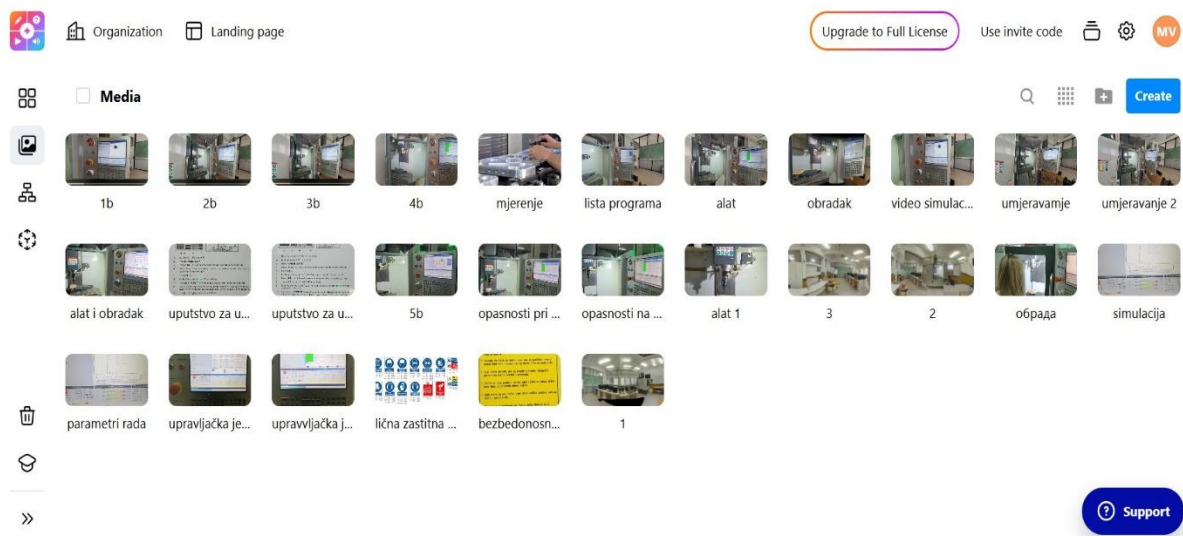 Organization Landing page Upgrade to Full License Use invite code MV
Media Create
1b 2b 3b 4b mjerenje lista programa alat obradak video simulac... umjeravamje umjeravanje 2
alat i obradak uputstvo za u... uputstvo za u... 5b opasnosti pri ... opasnosti na ... alat 1 3 2 обрада simulacija
parametri rada upravljačka je... upravvljačka j... lična zastitna ... bezbedonosn... 1
Support